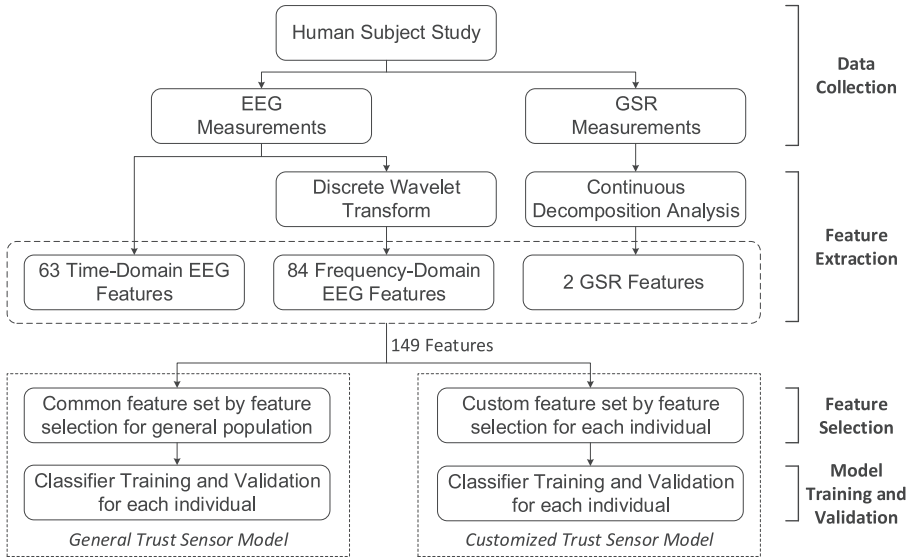 Human Subject Study
Data
Collection
EEG
Measurements
GSR
Measurements
Discrete Wavelet
Transform
Continuous
Decomposition Analysis
Feature
Extraction
63 Time-Domain EEG
Features
84 Frequency-Domain
EEG Features
2 GSR Features
149 Features
Common feature set by feature
selection for general population
Custom feature set by feature
selection for each individual
Feature
Selection
Classifier Training and Validation
for each individual
Classifier Training and Validation
for each individual
Model
Training and
Validation
General Trust Sensor Model
Customized Trust Sensor Model